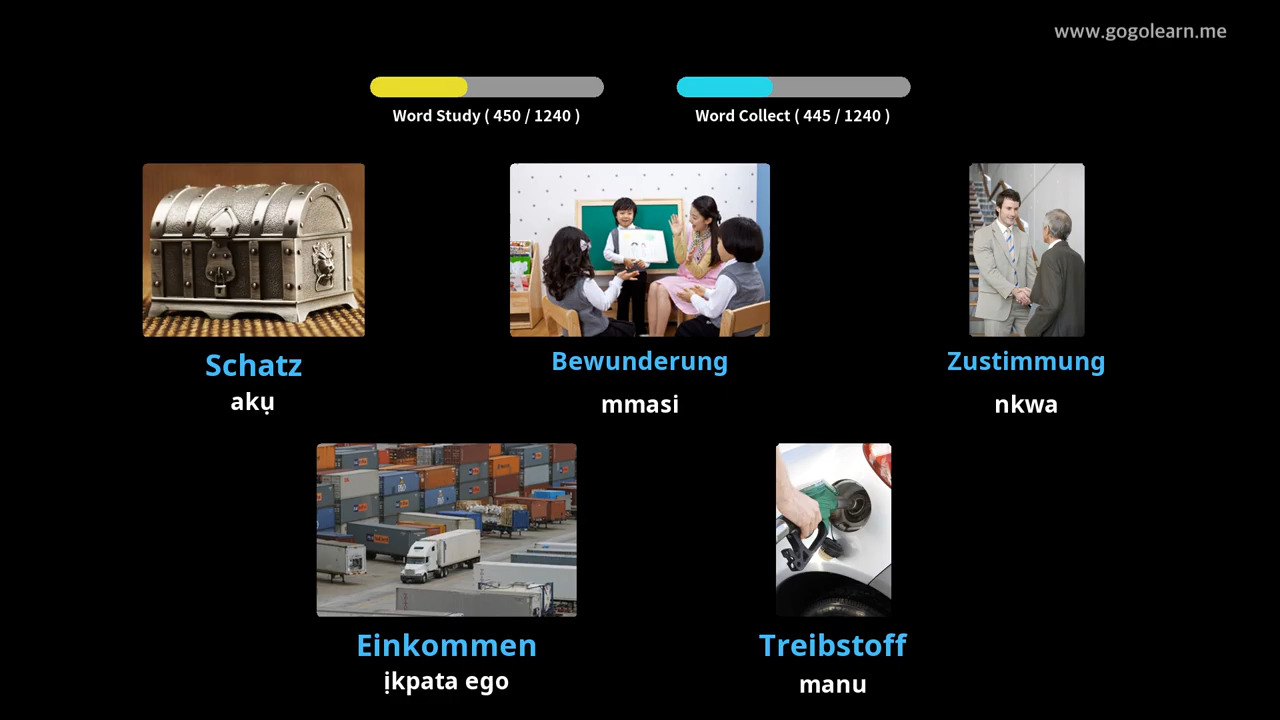 www.gogolearn.me
Word Study ( 450 / 1240 )
Word Collect ( 445 / 1240 )
Schatz
akụ
Bewunderung
mmasi
Zustimmung
nkwa
Einkommen
ịkpata ego
Treibstoff
manu